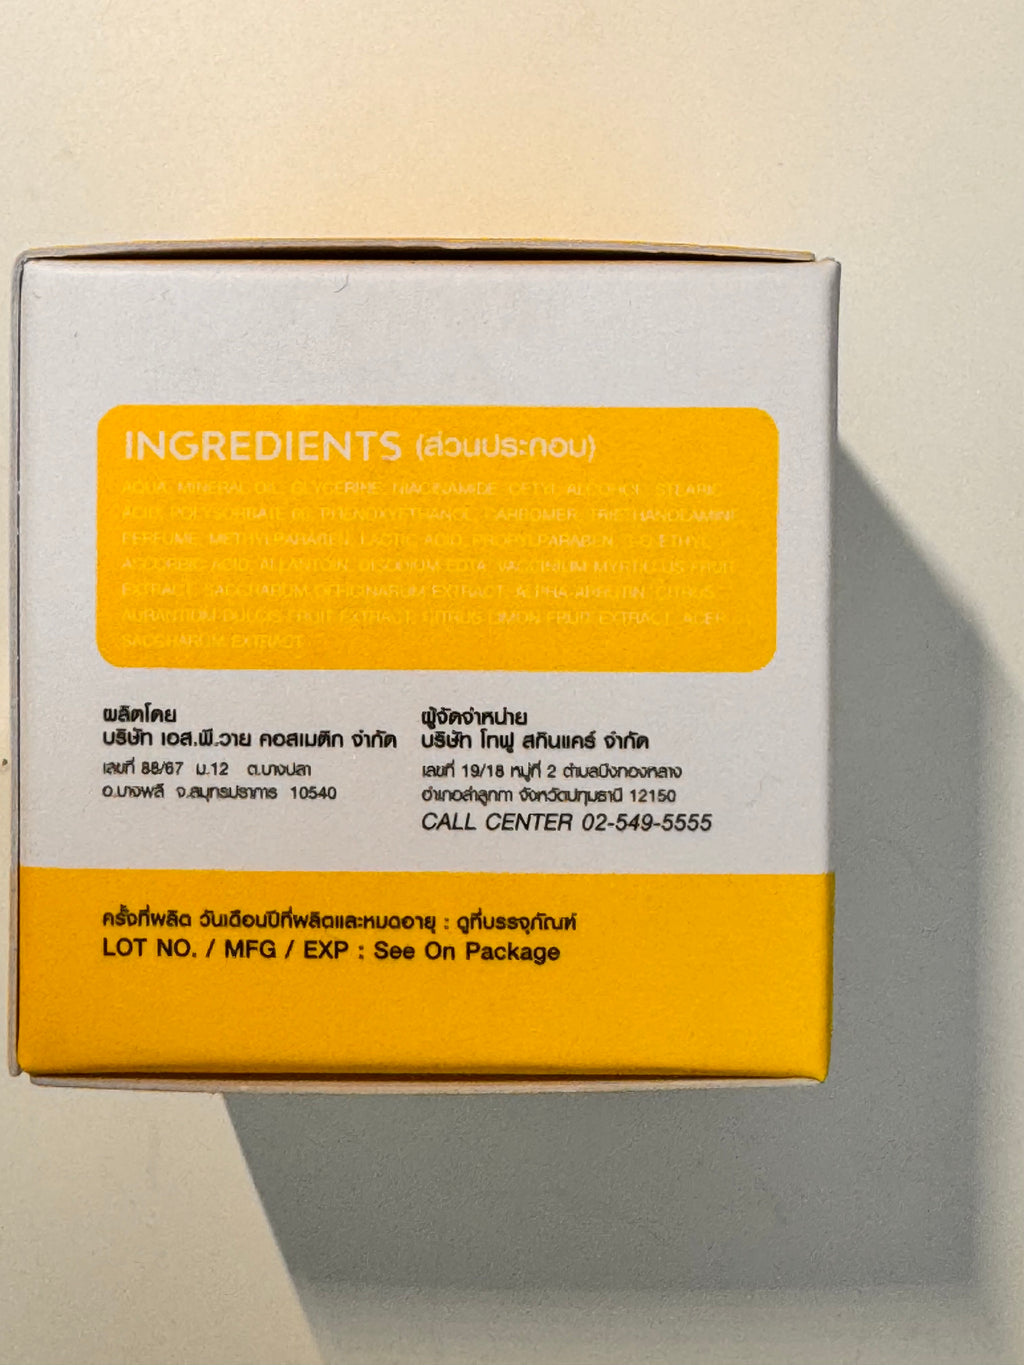 INGREDIENTS (ส่วนประกอบ)
AQUA, MINERAL OIL, GLYCERINE, NIACINAMIDE, CETYL ALCOHOL, STEARIC
ACID, POLYSORBATE 60, PHENOXYETHANOL, CARBOMER, TRIETHANOLAMINE,
PERFUME, METHYLPARABEN, LACTIC ACID, PROPYLPARABEN, 3-O-ETHYL
ASCORBIC ACID, ALLANTOIN, DISODIUM EDTA, VACCINIUM MYRTILLUS FRUIT
EXTRACT, SACCHARUM OFFICINARUM EXTRACT, ALPHA-ARBUTIN, CITRUS
AURANTIUM DULCIS FRUIT EXTRACT, CITRUS LIMON FRUIT EXTRACT, ACER
SACCHARUM EXTRACT
ผลิตโดย
บริษัท เอส.พี.วาย คอสเมติก จำกัด
เลขที่ 88/67 ม.12 ต.บางปลา
อ.บางพลี จ.สมุทรปราการ 10540
ผู้จัดจำหน่าย
บริษัท โทฟู สกินแคร์ จำกัด
เลขที่ 19/18 หมู่ที่ 2 ตำบลบึงทองหลาง
อำเภอลำลูกกา จังหวัดปทุมธานี 12150
CALL CENTER 02-549-5555
ครั้งที่ผลิต วันเดือนปีที่ผลิตและหมดอายุ : ดูที่บรรจุภัณฑ์
LOT NO. / MFG / EXP : See On Package